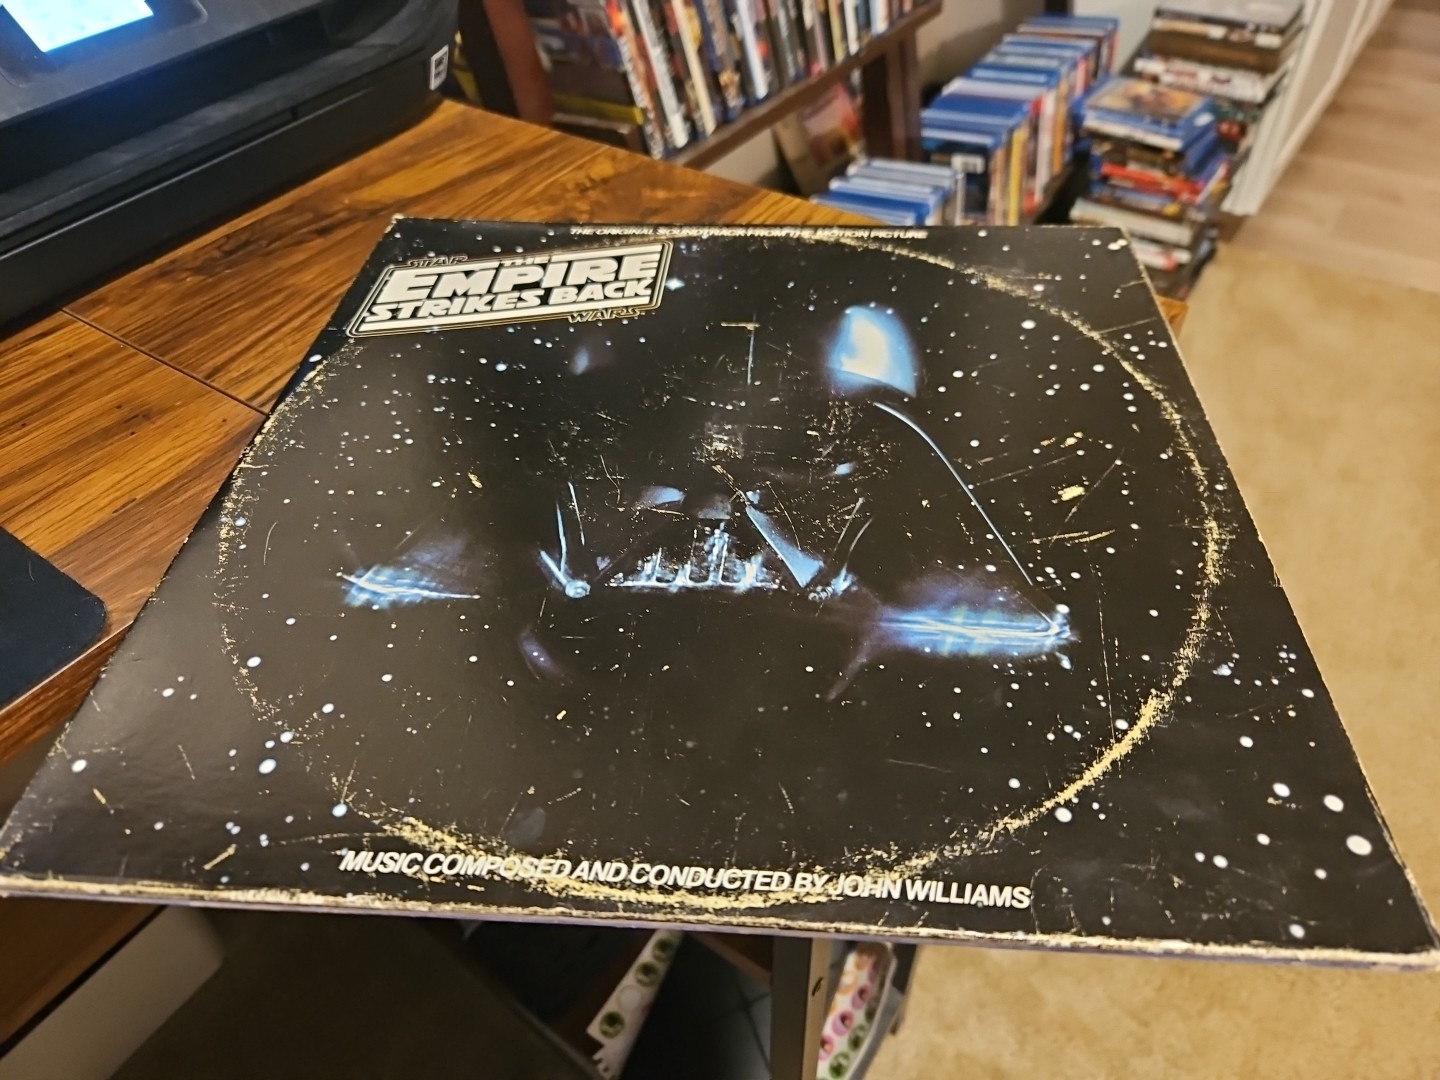 THE ORIGINAL SOUNDTRACK FROM THE MOTION PICTURE
STAR
THE
EMPIRE
STRIKES BACK
WARS
MUSIC COMPOSED AND CONDUCTED BY JOHN WILLIAMS